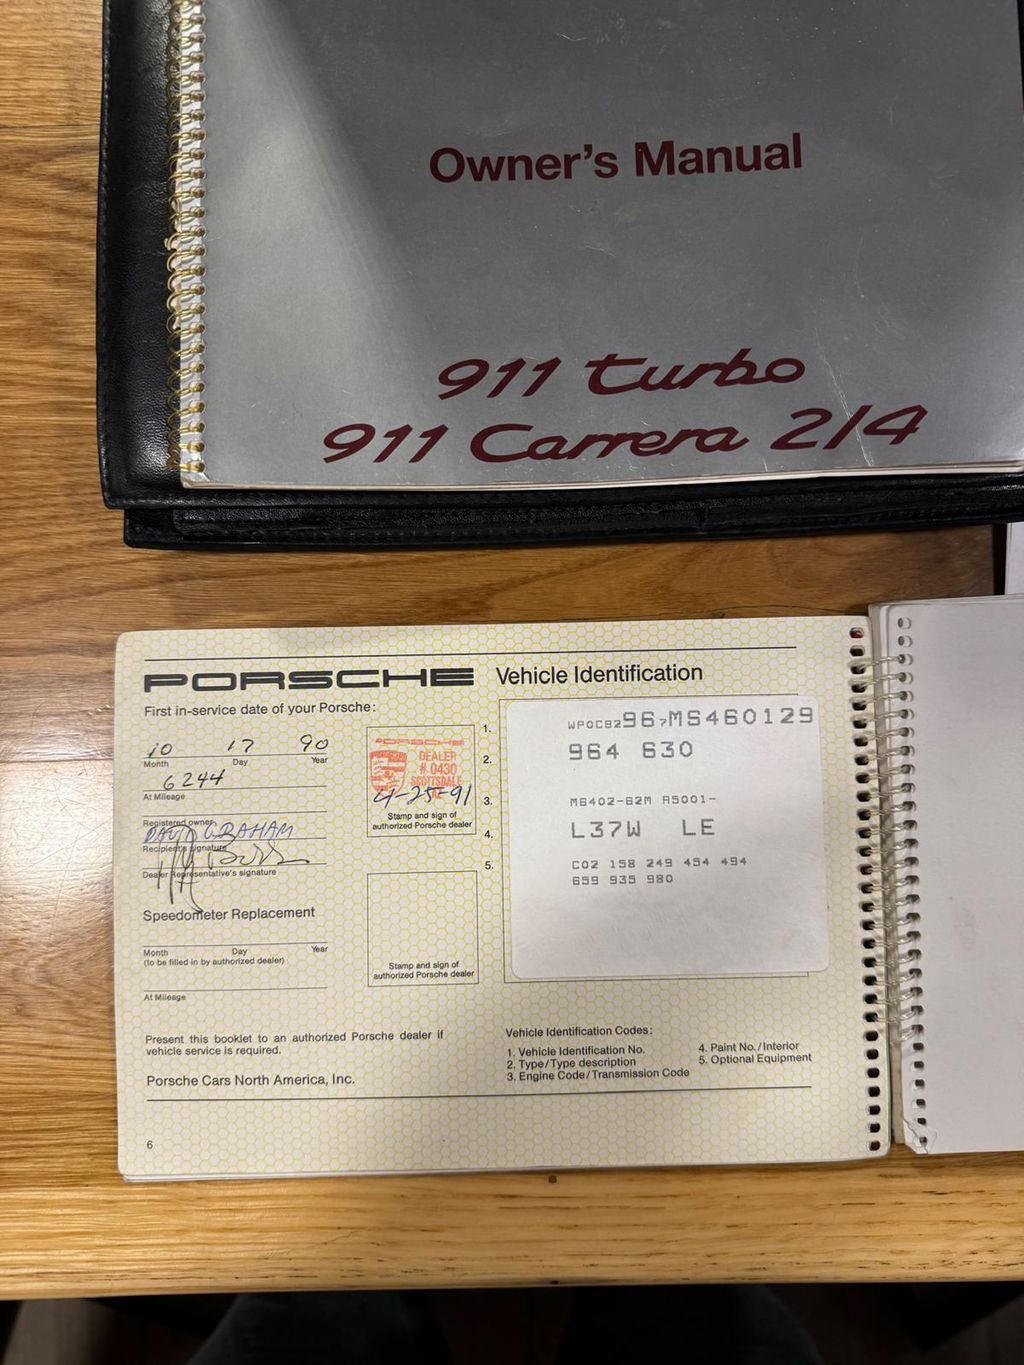 Owner's Manual
911 turbo
911 Carrera 2/4
PORSCHE Vehicle Identification
First in-service date of your Porsche:
10 17 90
Month Day Year
6244
At Mileage
Registered owner
DAVID GRAHAM
Recipient's signature
Dealer Representative's signature
Speedometer Replacement
Month Day Year
(to be filled in by authorized dealer)
At Mileage
PORSCHE
DEALER
# 0430
SCOTTSDALE
4-25-91
Stamp and sign of
authorized Porsche dealer
Stamp and sign of
authorized Porsche dealer
1.
2.
3.
4.
5.
WP0CB2967MS460129
964 630
M6402-62M A5001-
L37W LE
C02 158 249 454 494
659 935 980
Present this booklet to an authorized Porsche dealer if
vehicle service is required.
Porsche Cars North America, Inc.
Vehicle Identification Codes:
1. Vehicle Identification No.
2. Type/Type description
3. Engine Code/Transmission Code
4. Paint No./Interior
5. Optional Equipment
6